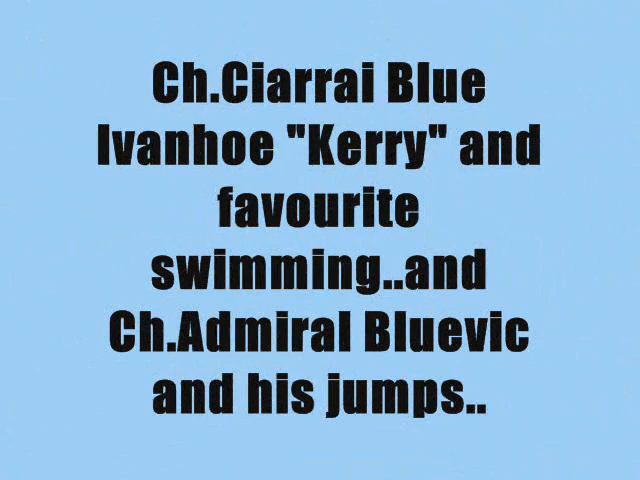 Ch.Ciarrai Blue
Ivanhoe "Kerry" and
favourite
swimming..and
Ch.Admiral Bluevic
and his jumps..